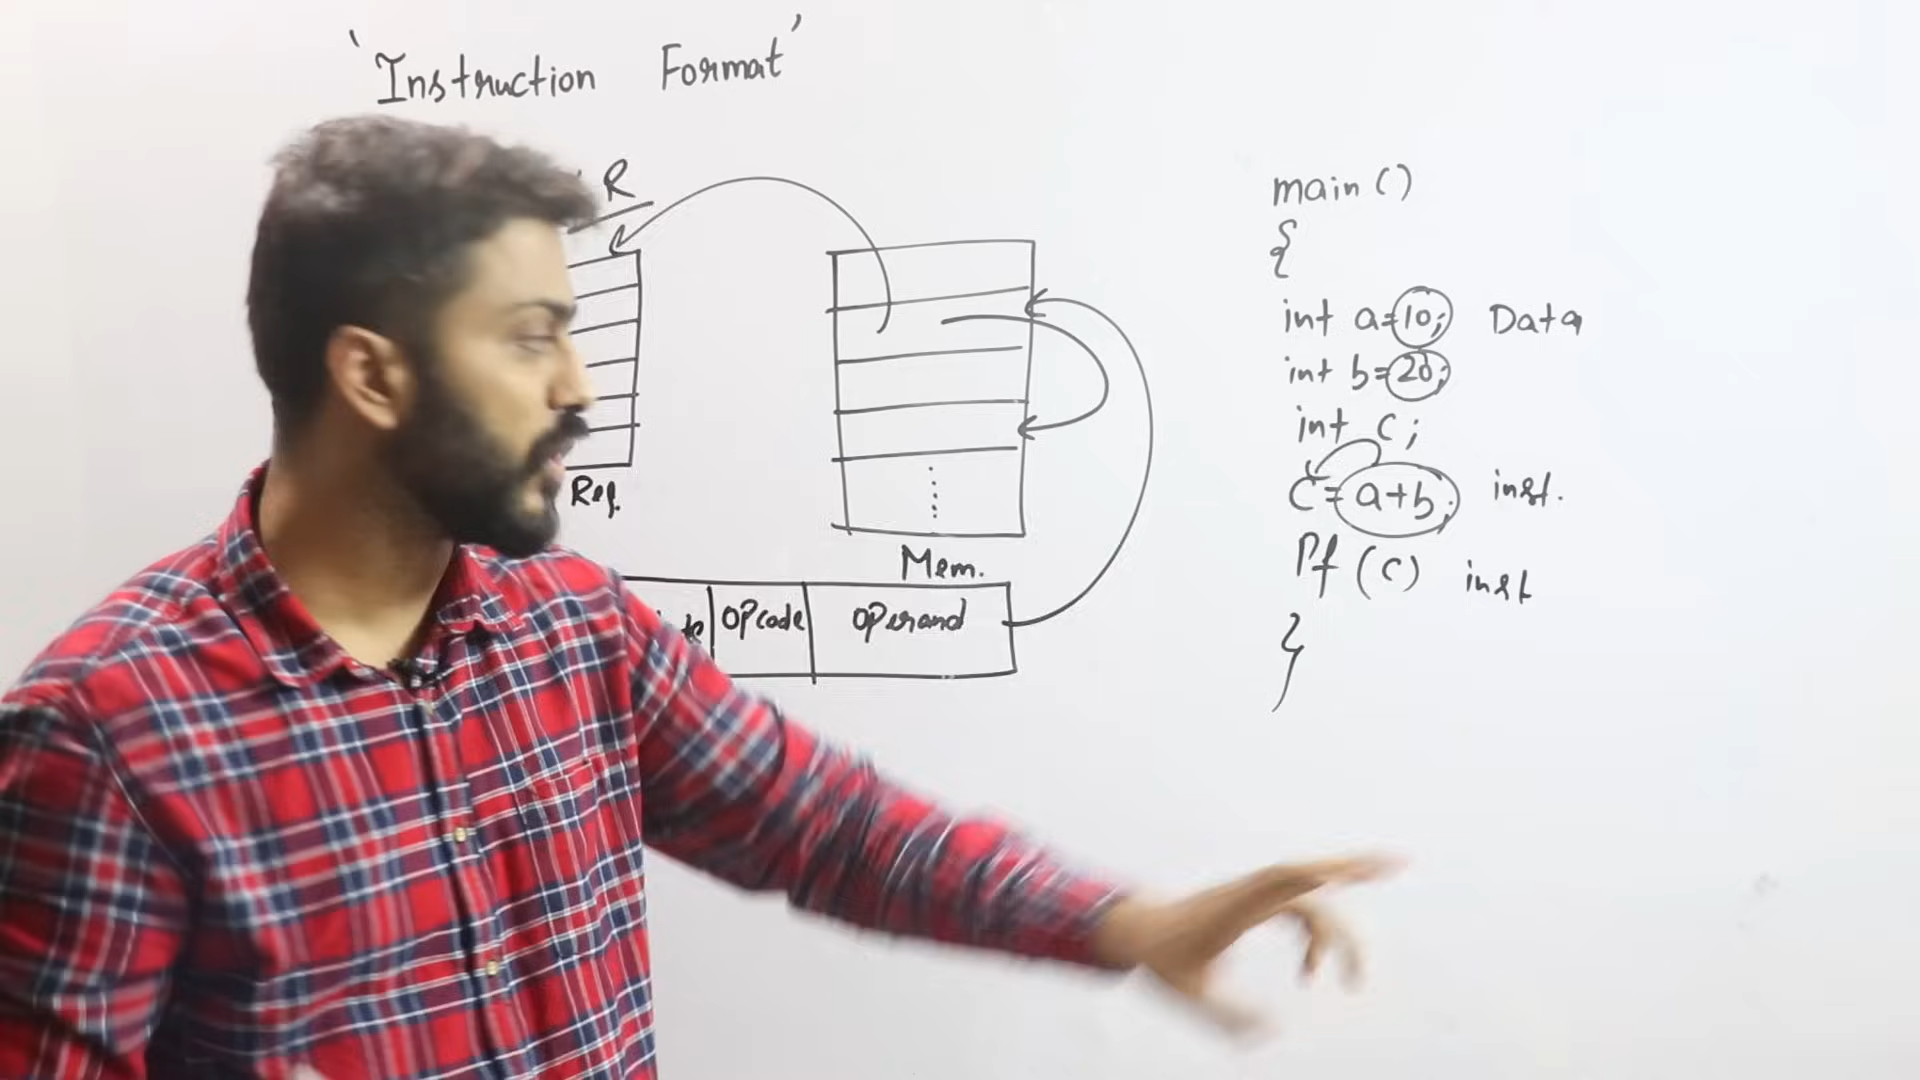 'Instruction Format'
R
Reg.
Mem.
OPcode
OPerand
main()
{
int a=10; Data
int b=20;
int c;
C=a+b; inst.
Pf (c) inst
}